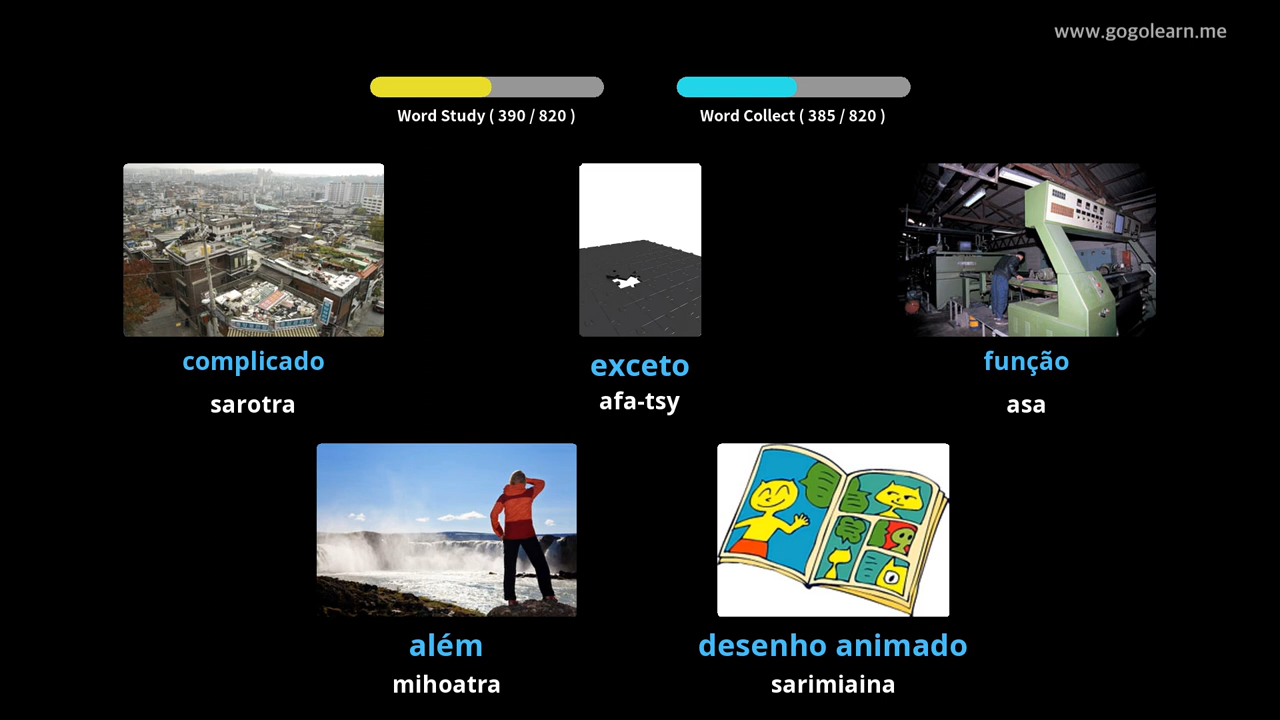 www.gogolearn.me
Word Study ( 390 / 820 )
Word Collect ( 385 / 820 )
complicado
sarotra
exceto
afa-tsy
função
asa
além
mihoatra
desenho animado
sarimiaina